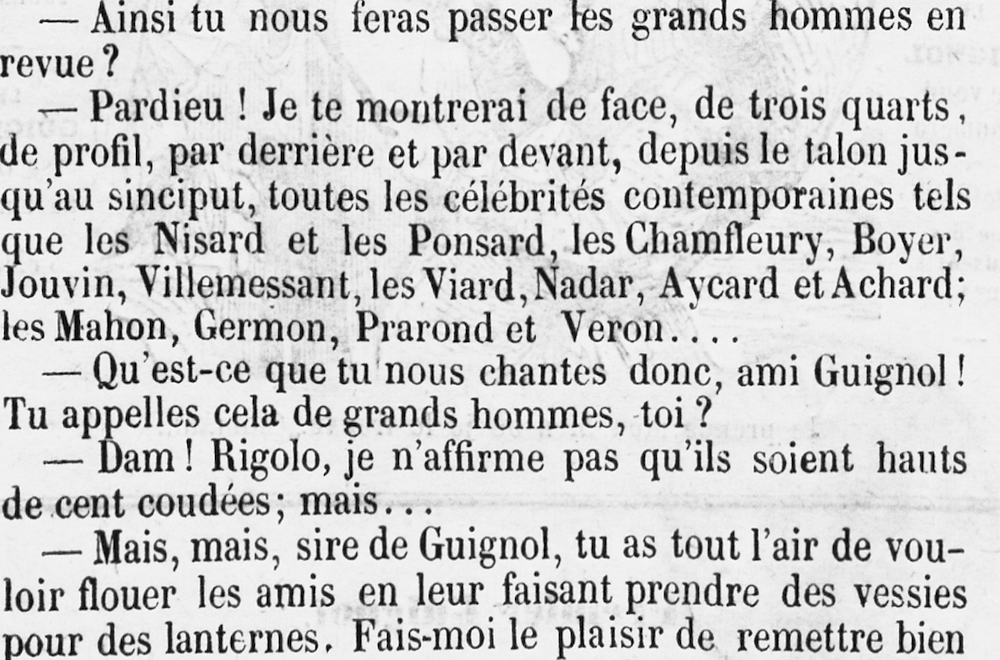 — Ainsi tu nous feras passer les grands hommes en
revue ?
— Pardieu ! Je te montrerai de face, de trois quarts,
de profil, par derrière et par devant, depuis le talon jus-
qu'au sinciput, toutes les célébrités contemporaines tels
que les Nisard et les Ponsard, les Chamfleury, Boyer,
Jouvin, Villemessant, les Viard, Nadar, Aycard et Achard;
les Mahon, Germon, Prarond et Veron....
— Qu'est-ce que tu nous chantes donc, ami Guignol !
Tu appelles cela de grands hommes, toi ?
— Dam ! Rigolo, je n'affirme pas qu'ils soient hauts
de cent coudées; mais...
— Mais, mais, sire de Guignol, tu as tout l'air de vou-
loir flouer les amis en leur faisant prendre des vessies
pour des lanternes. Fais-moi le plaisir de remettre bien